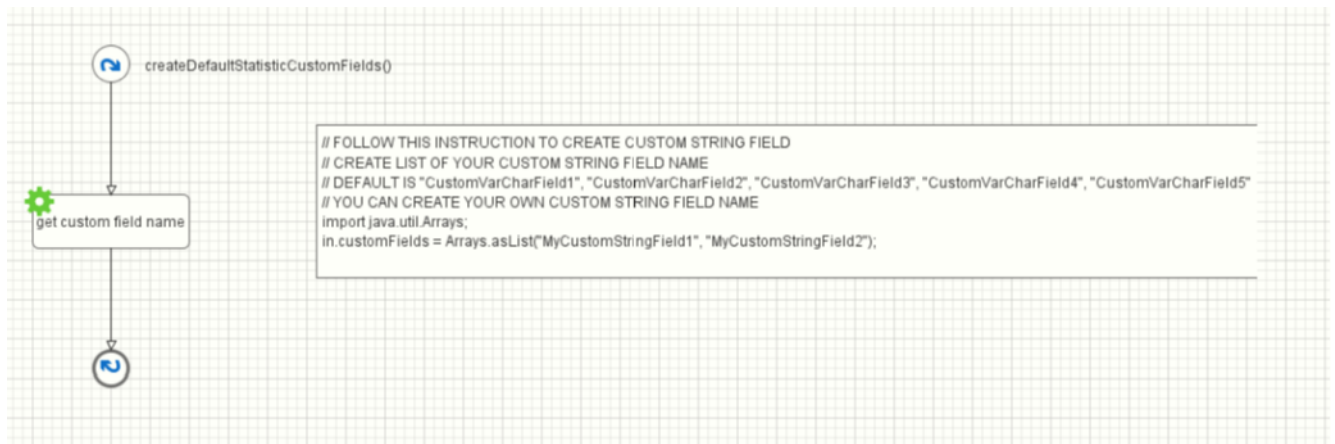 createDefaultStatisticCustomFields()
// FOLLOW THIS INSTRUCTION TO CREATE CUSTOM STRING FIELD
// CREATE LIST OF YOUR CUSTOM STRING FIELD NAME
// DEFAULT IS "CustomVarCharField1", "CustomVarCharField2", "CustomVarCharField3", "CustomVarCharField4", "CustomVarCharField5"
// YOU CAN CREATE YOUR OWN CUSTOM STRING FIELD NAME
import java.util.Arrays;
in.customFields = Arrays.asList("MyCustomStringField1", "MyCustomStringField2");
get custom field name